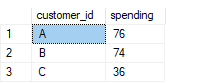 customer_id spending
1 A 76
2 B 74
3 C 36